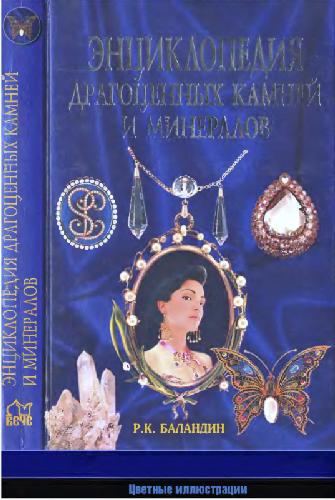 ЭНЦИКЛОПЕДИЯ
ДРАГОЦЕННЫХ КАМНЕЙ
И МИНЕРАЛОВ
Р.К. БАЛАНДИН
ЭНЦИКЛОПЕДИЯ ДРАГОЦЕННЫХ КАМНЕЙ
И МИНЕРАЛОВ
ВЕЧЕ
Цветные иллюстрации